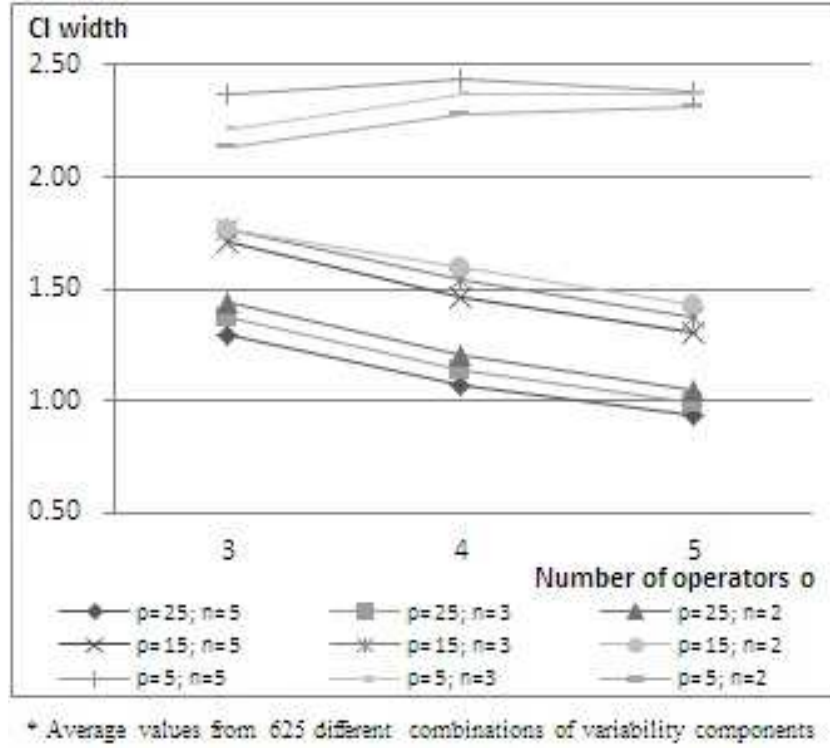 CI width
2.50
2.00
1.50
1.00
0.50
3 4 5
Number of operators o
p=25; n=5 p=25; n=3 p=25; n=2
p=15; n=5 p=15; n=3 p=15; n=2
p=5; n=5 p=5; n=3 p=5; n=2
* Average values from 625 different combinations of variability components